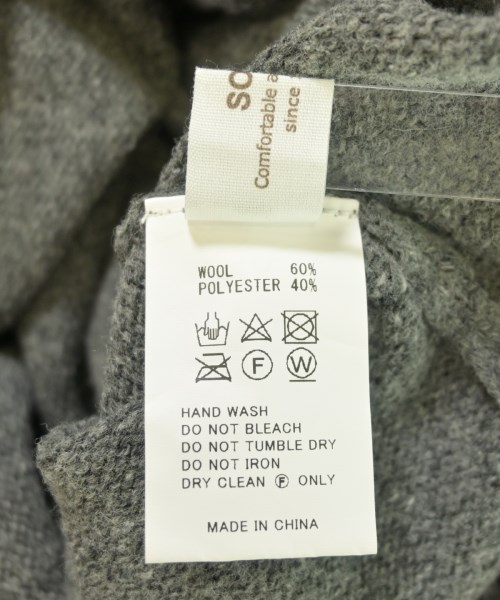 SO
Comfortable a
since
WOOL 60%
POLYESTER 40%
F W
HAND WASH
DO NOT BLEACH
DO NOT TUMBLE DRY
DO NOT IRON
DRY CLEAN Ⓕ ONLY
MADE IN CHINA